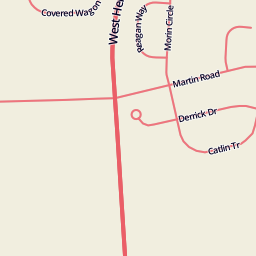 Covered Wagon
West He
Reagan Way
Morin Circle
Martin Road
Derrick Dr
Catlin Tr